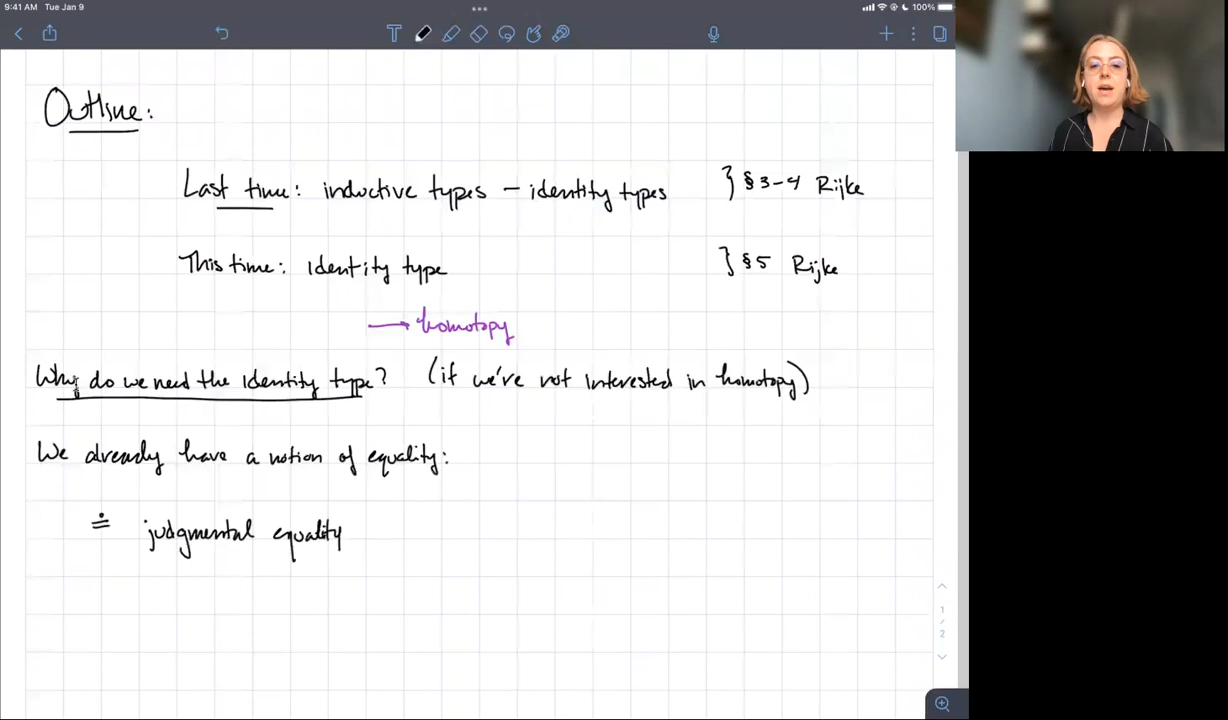 9:41 AM Tue Jan 9
100%
Outline:
Last time: inductive types – identity types } §3-4 Rijke
This time: Identity type } §5 Rijke
→ homotopy
Why do we need the identity type? (if we're not interested in homotopy)
We already have a notion of equality:
≐ judgmental equality
1
/
2